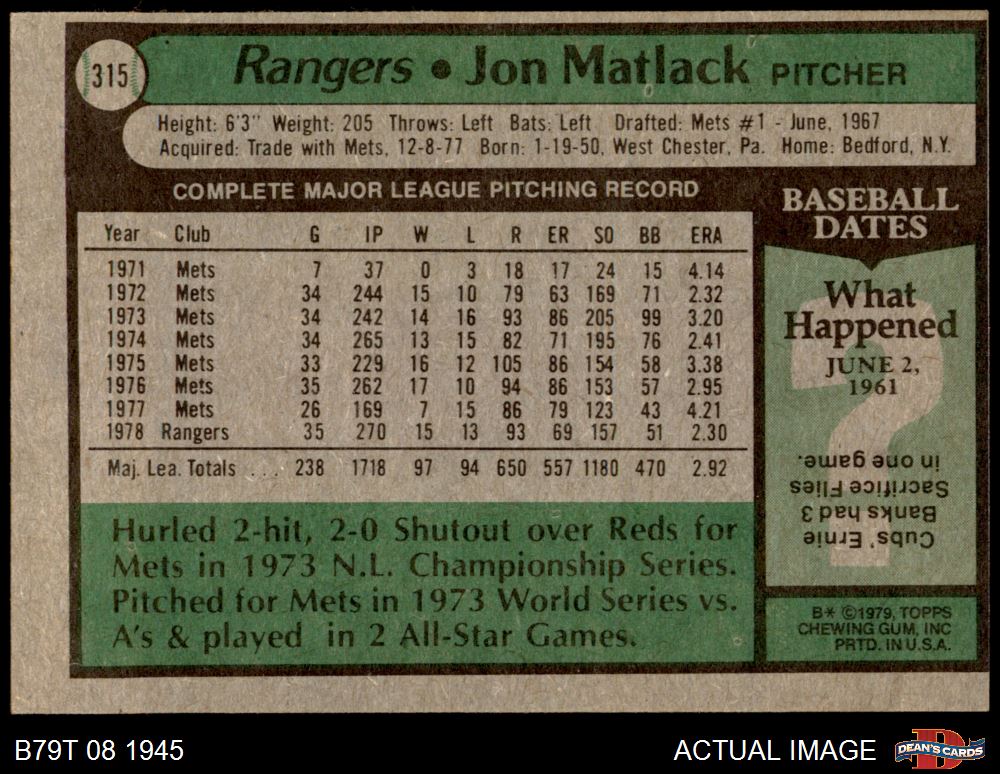 315
Rangers • Jon Matlack PITCHER
Height: 6'3" Weight: 205 Throws: Left Bats: Left Drafted: Mets #1 - June, 1967
Acquired: Trade with Mets, 12-8-77 Born: 1-19-50, West Chester, Pa. Home: Bedford, N.Y.
COMPLETE MAJOR LEAGUE PITCHING RECORD
Year Club G IP W L R ER SO BB ERA
1971 Mets 7 37 0 3 18 17 24 15 4.14
1972 Mets 34 244 15 10 79 63 169 71 2.32
1973 Mets 34 242 14 16 93 86 205 99 3.20
1974 Mets 34 265 13 15 82 71 195 76 2.41
1975 Mets 33 229 16 12 105 86 154 58 3.38
1976 Mets 35 262 17 10 94 86 153 57 2.95
1977 Mets 26 169 7 15 86 79 123 43 4.21
1978 Rangers 35 270 15 13 93 69 157 51 2.30
Maj. Lea. Totals . . . 238 1718 97 94 650 557 1180 470 2.92
Hurled 2-hit, 2-0 Shutout over Reds for
Mets in 1973 N.L. Championship Series.
Pitched for Mets in 1973 World Series vs.
A's & played in 2 All-Star Games.
BASEBALL
DATES
What
Happened
JUNE 2,
1961
?
Cubs' Ernie
Banks had 3
Sacrifice Flies
in one game.
B* ©1979, TOPPS
CHEWING GUM, INC
PRTD. IN U.S.A.
B79T 08 1945
ACTUAL IMAGE
D
DEAN'S CARDS